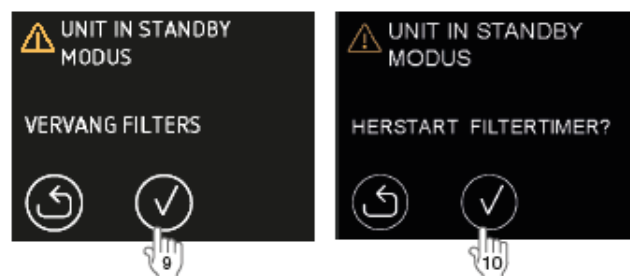 UNIT IN STANDBY
MODUS
VERVANG FILTERS
9
UNIT IN STANDBY
MODUS
HERSTART FILTERTIMER?
10